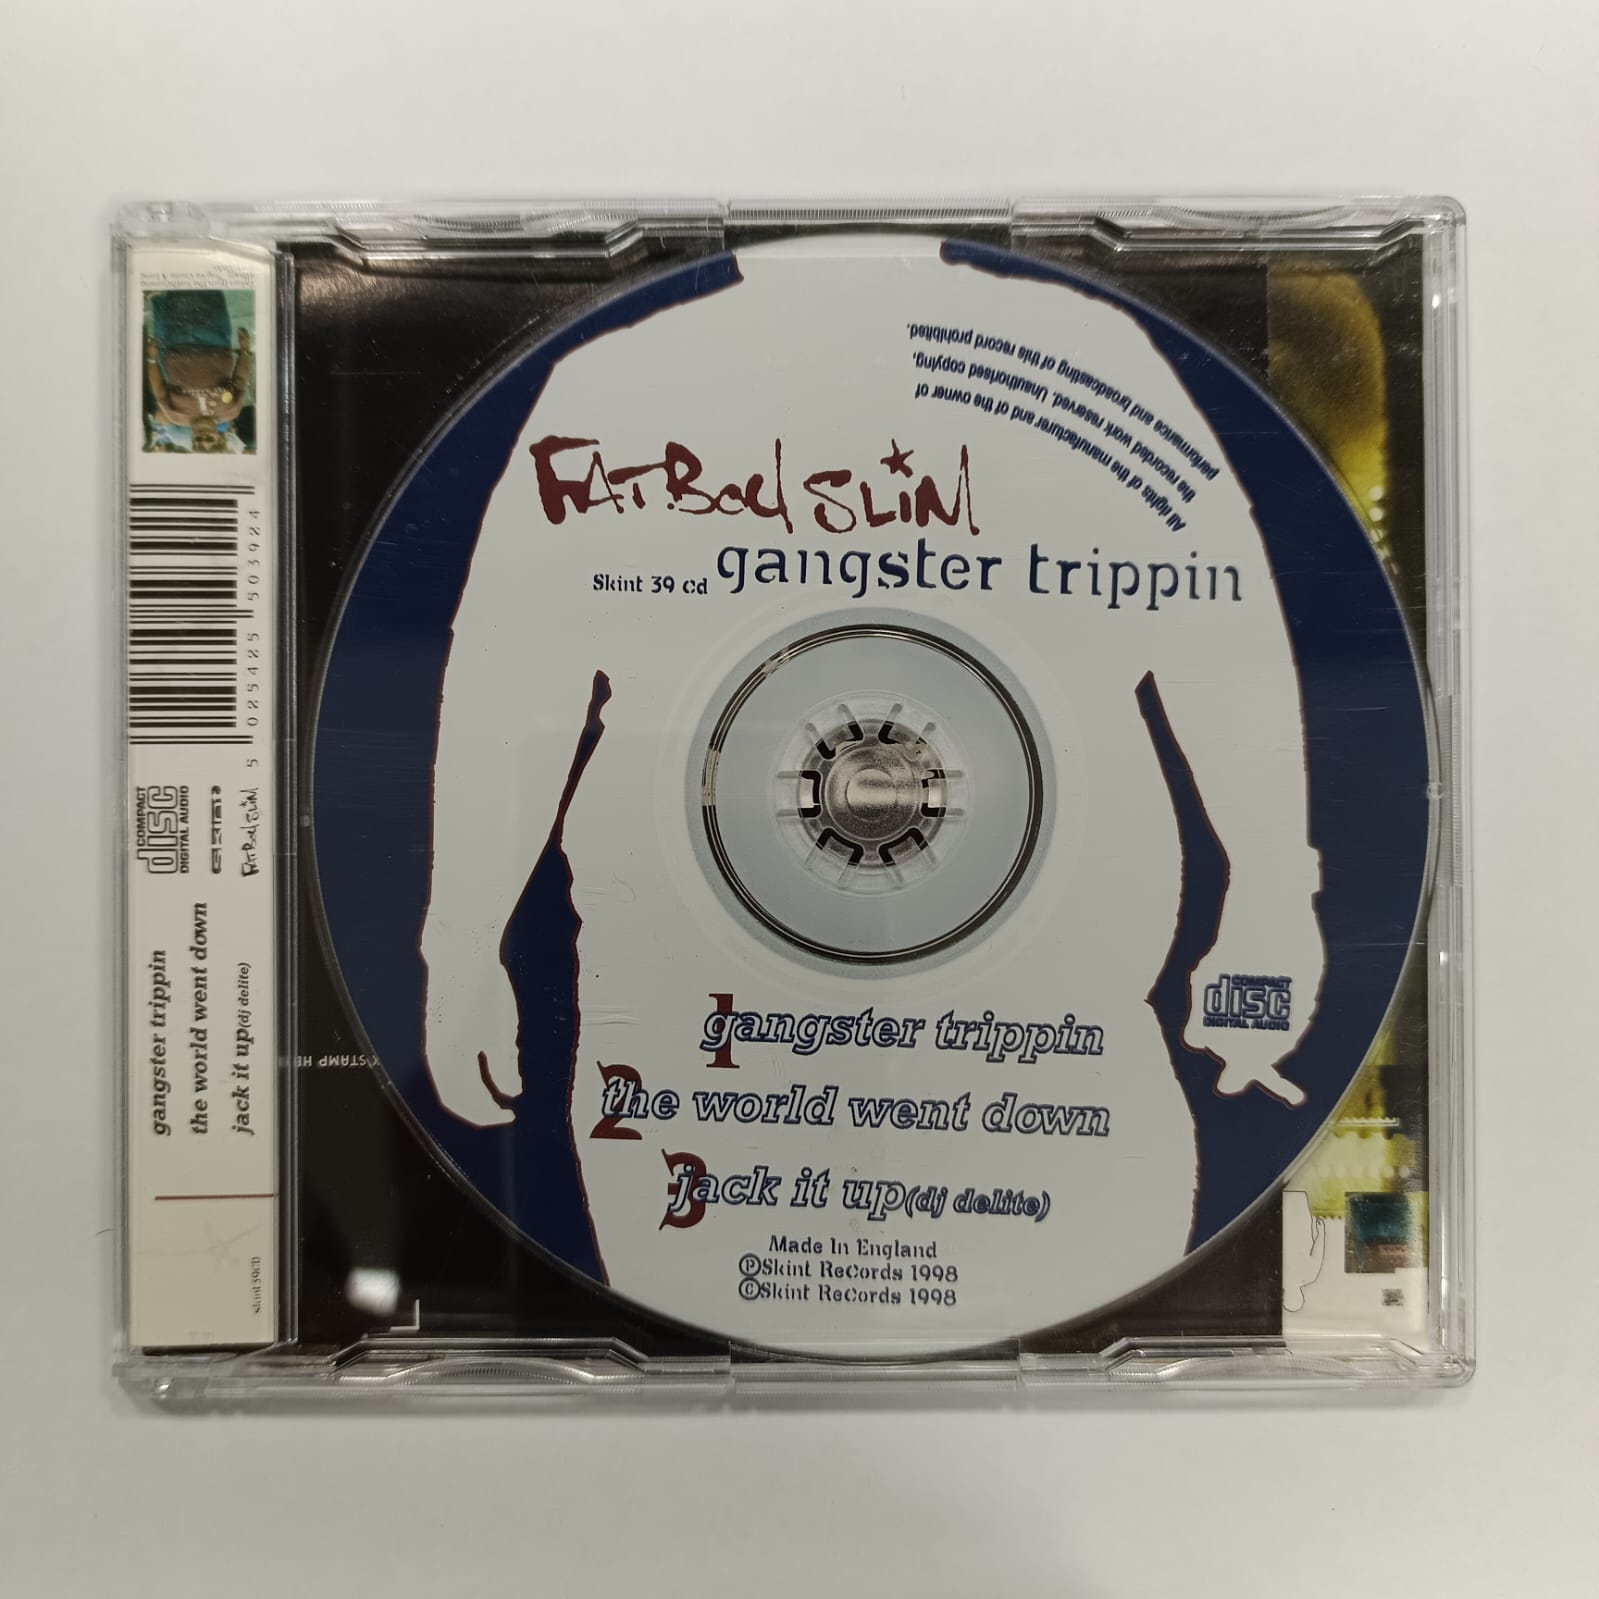 FATBOY SLIM
Skint 39 cd gangster trippin
All rights of the manufacturer and of the owner of
the recorded work reserved. Unauthorised copying,
performance and broadcasting of this record prohibited.
COMPACT
disc
DIGITAL AUDIO
1 gangster trippin
2 the world went down
3 jack it up (dj delite)
Made In England
℗Skint Records 1998
©Skint Records 1998
5 025425 503924
COMPACT
disc
DIGITAL AUDIO
FATBOY SLIM
gangster trippin
the world went down
jack it up (dj delite)
skint 39CD
STAMP HE